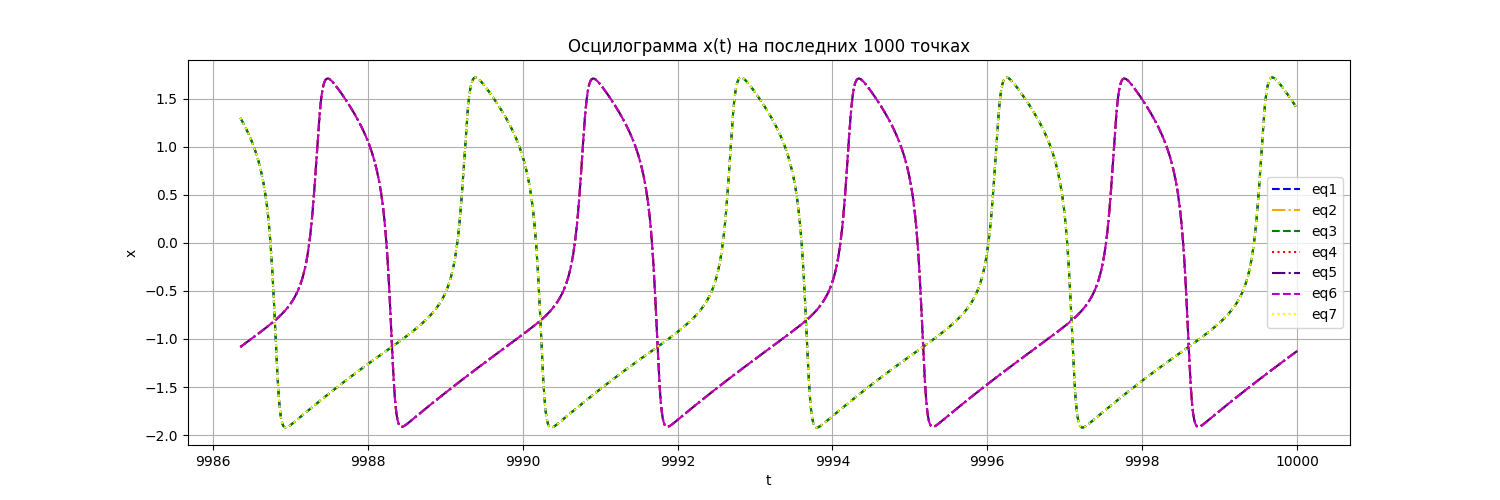 Осцилограмма x(t) на последних 1000 точках
x
1.5
1.0
0.5
0.0
−0.5
−1.0
−1.5
−2.0
eq1
eq2
eq3
eq4
eq5
eq6
eq7
9986
9988
9990
9992
9994
9996
9998
10000
t